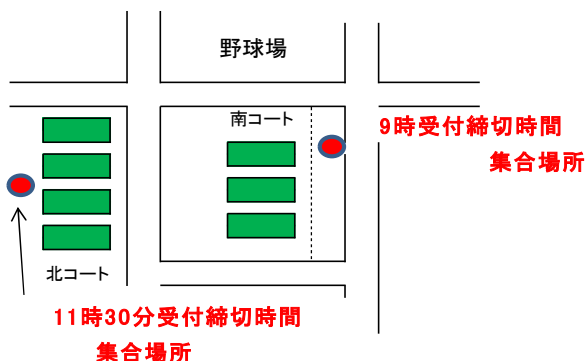 野球場
南コート
9時受付締切時間
集合場所
北コート
11時30分受付締切時間
集合場所